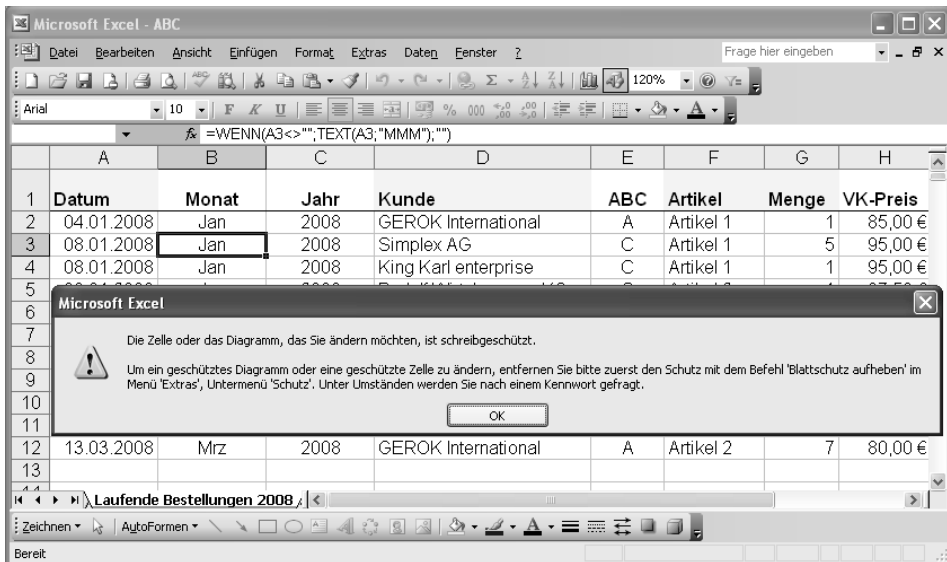 Microsoft Excel - ABC
Datei Bearbeiten Ansicht Einfügen Format Extras Daten Fenster ? Frage hier eingeben
120%
Arial 10 F K U % 000
fx =WENN(A3<>"";TEXT(A3;"MMM");"")
A B C D E F G H
1 Datum Monat Jahr Kunde ABC Artikel Menge VK-Preis
2 04.01.2008 Jan 2008 GEROK International A Artikel 1 1 85,00 €
3 08.01.2008 Jan 2008 Simplex AG C Artikel 1 5 95,00 €
4 08.01.2008 Jan 2008 King Karl enterprise C Artikel 1 1 95,00 €
5
6
7
8
9
10
11
Microsoft Excel
Die Zelle oder das Diagramm, das Sie ändern möchten, ist schreibgeschützt.
Um ein geschütztes Diagramm oder eine geschützte Zelle zu ändern, entfernen Sie bitte zuerst den Schutz mit dem Befehl 'Blattschutz aufheben' im
Menü 'Extras', Untermenü 'Schutz'. Unter Umständen werden Sie nach einem Kennwort gefragt.
OK
12 13.03.2008 Mrz 2008 GEROK International A Artikel 2 7 80,00 €
13
Laufende Bestellungen 2008
Zeichnen AutoFormen
Bereit